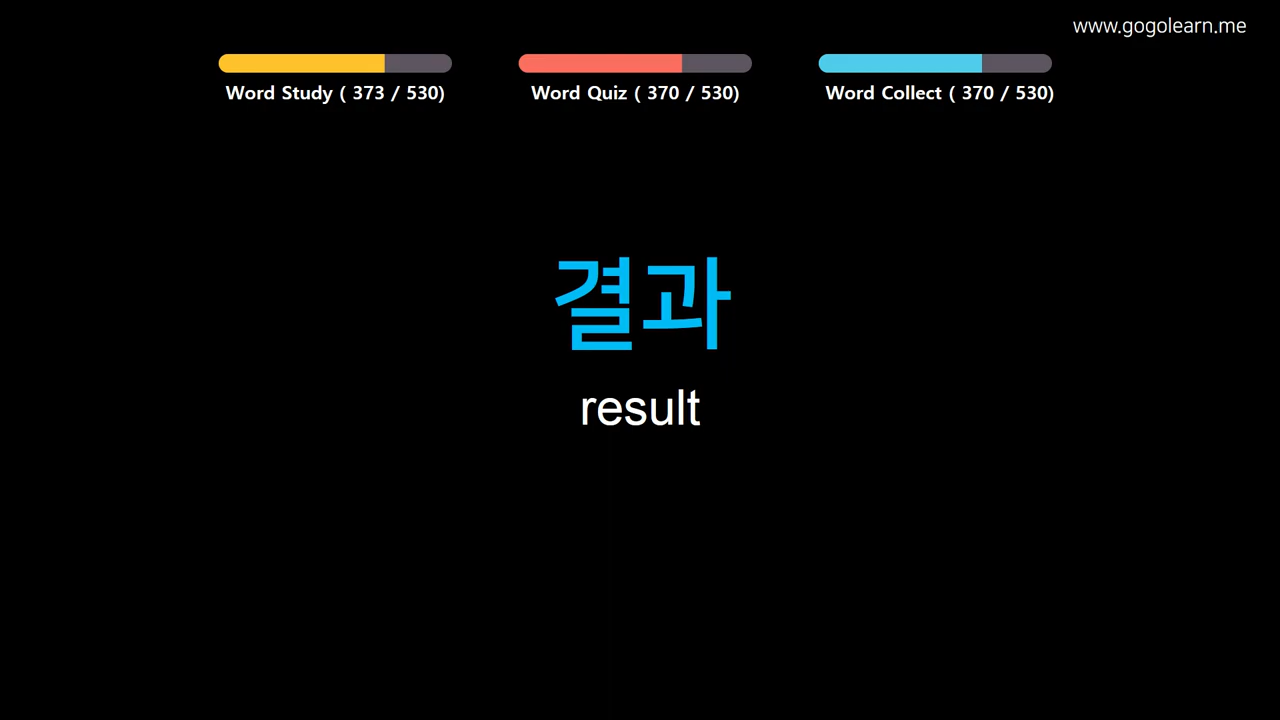 www.gogolearn.me
Word Study ( 373 / 530)
Word Quiz ( 370 / 530)
Word Collect ( 370 / 530)
결과
result